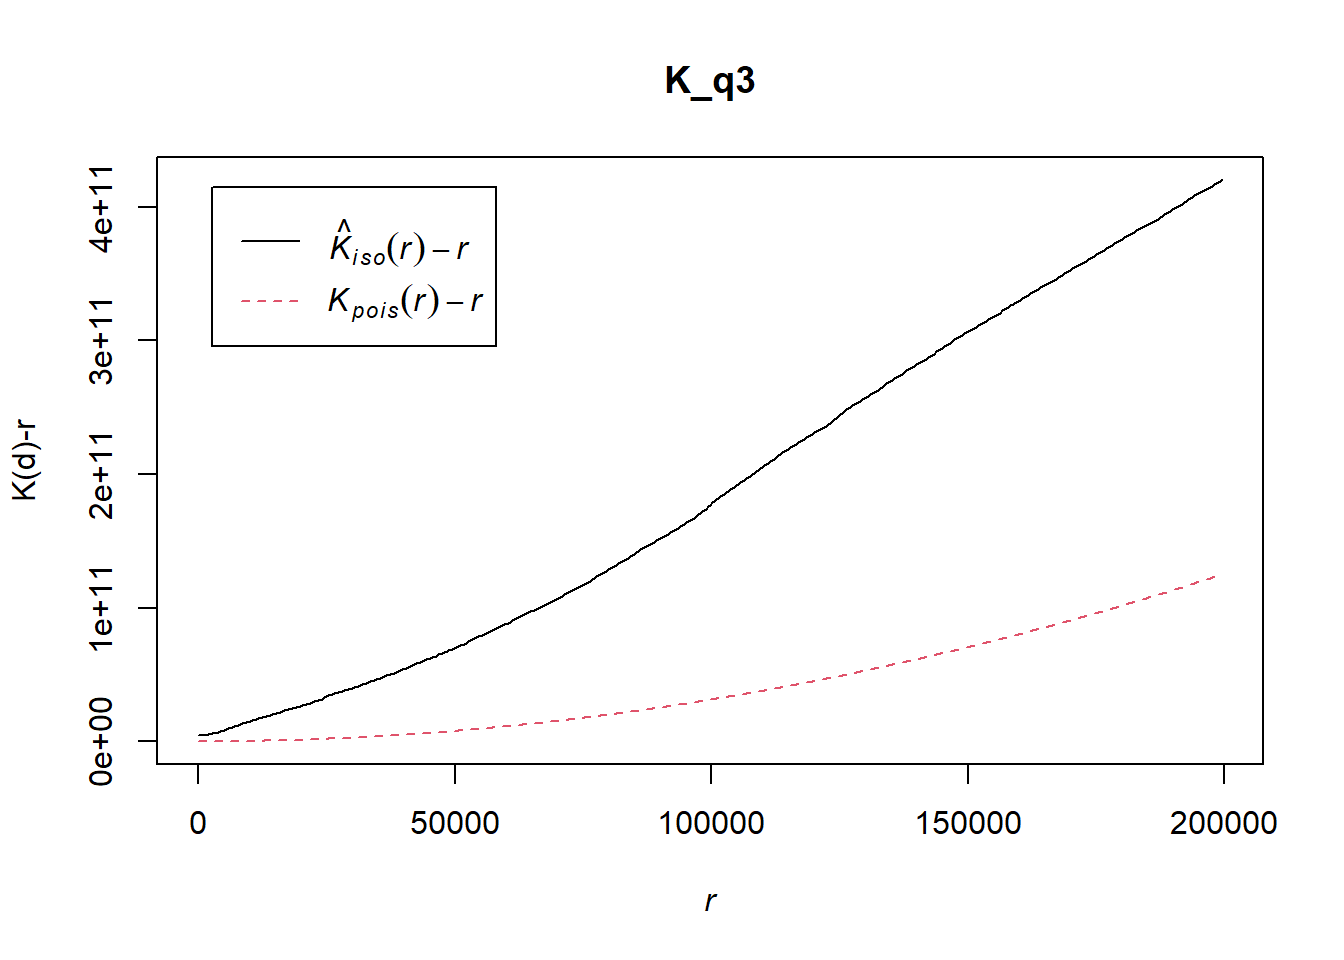 K_q3
K̂iso(r) − r
Kpois(r) − r
K(d)-r
4e+11
3e+11
2e+11
1e+11
0e+00
0 50000 100000 150000 200000
r